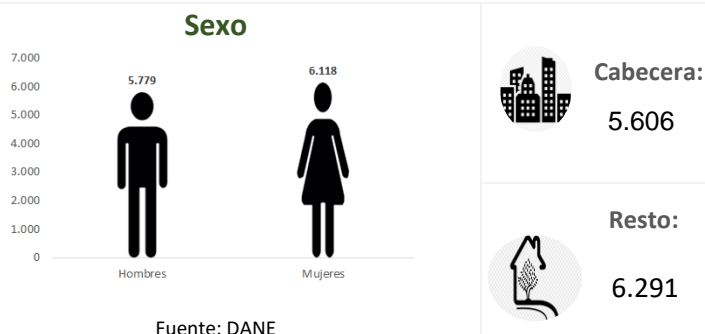 Sexo
7.000
6.000
5.000
4.000
3.000
2.000
1.000
0
5.779
6.118
Hombres
Mujeres
Fuente: DANE
Cabecera:
5.606
Resto:
6.291